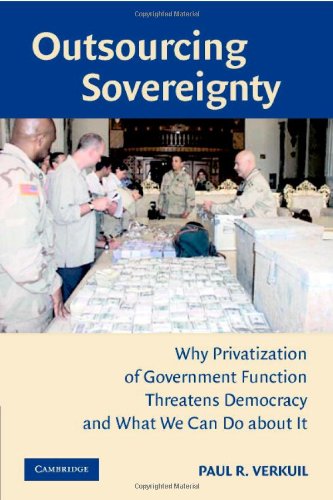 Outsourcing
Sovereignty
Why Privatization
of Government Function
Threatens Democracy
and What We Can Do about It
CAMBRIDGE
PAUL R. VERKUIL